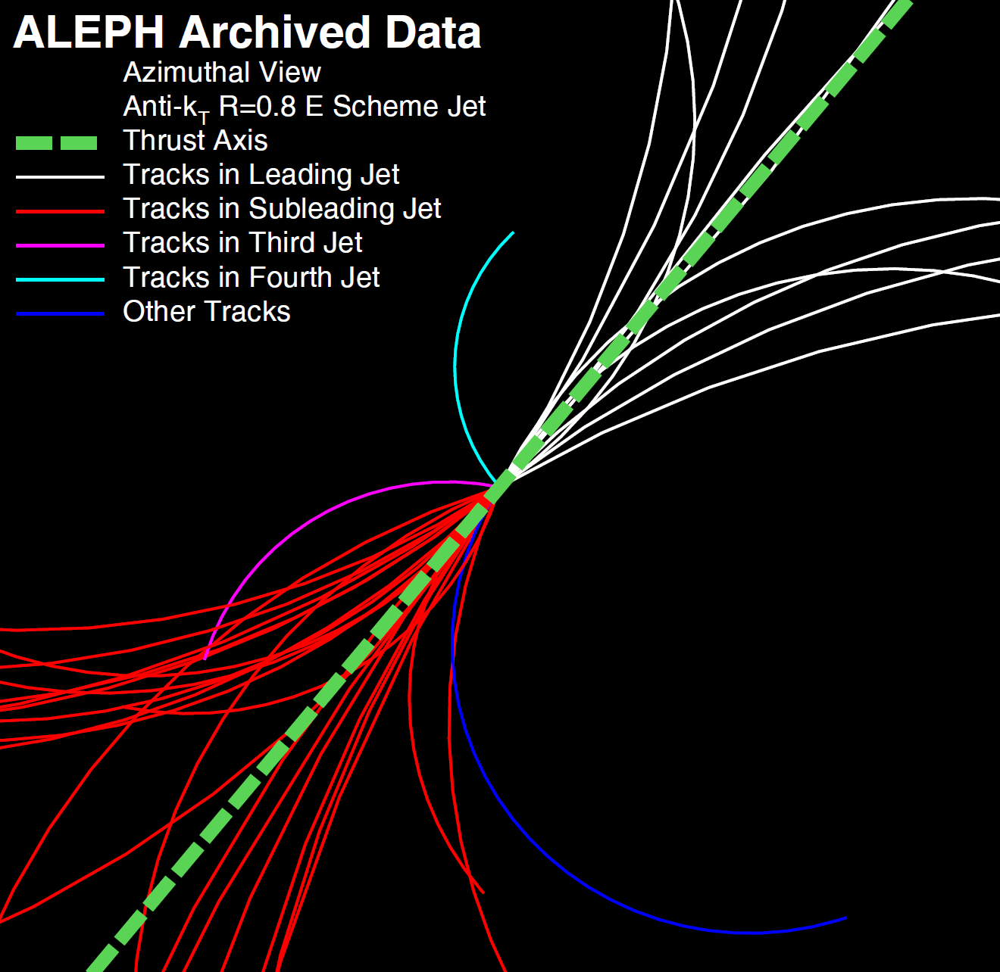 ALEPH Archived Data
Azimuthal View
Anti-k_T R=0.8 E Scheme Jet
Thrust Axis
Tracks in Leading Jet
Tracks in Subleading Jet
Tracks in Third Jet
Tracks in Fourth Jet
Other Tracks